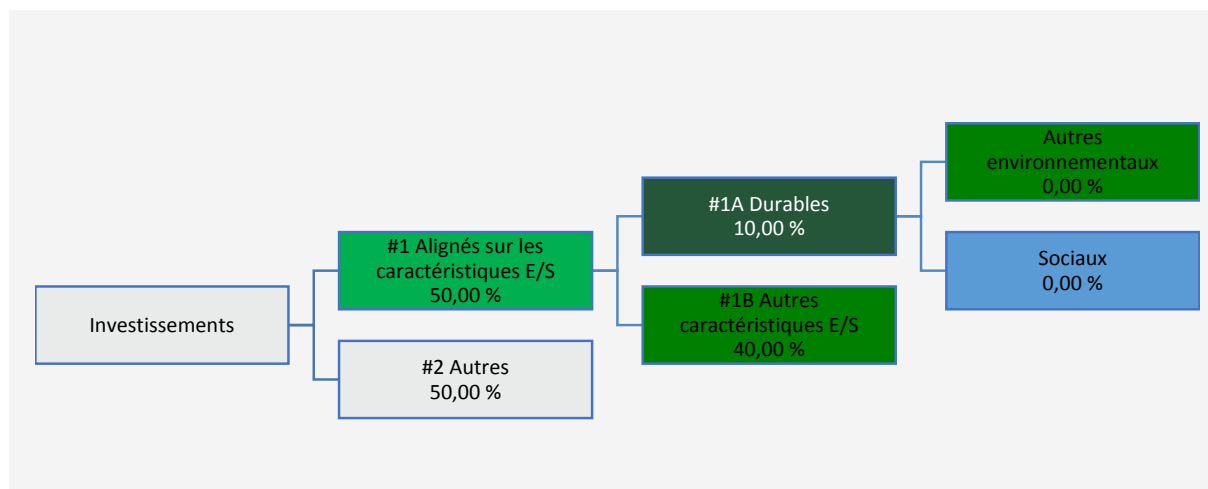 Investissements
#1 Alignés sur les
caractéristiques E/S
50,00 %
#2 Autres
50,00 %
#1A Durables
10,00 %
#1B Autres
caractéristiques E/S
40,00 %
Autres
environnementaux
0,00 %
Sociaux
0,00 %